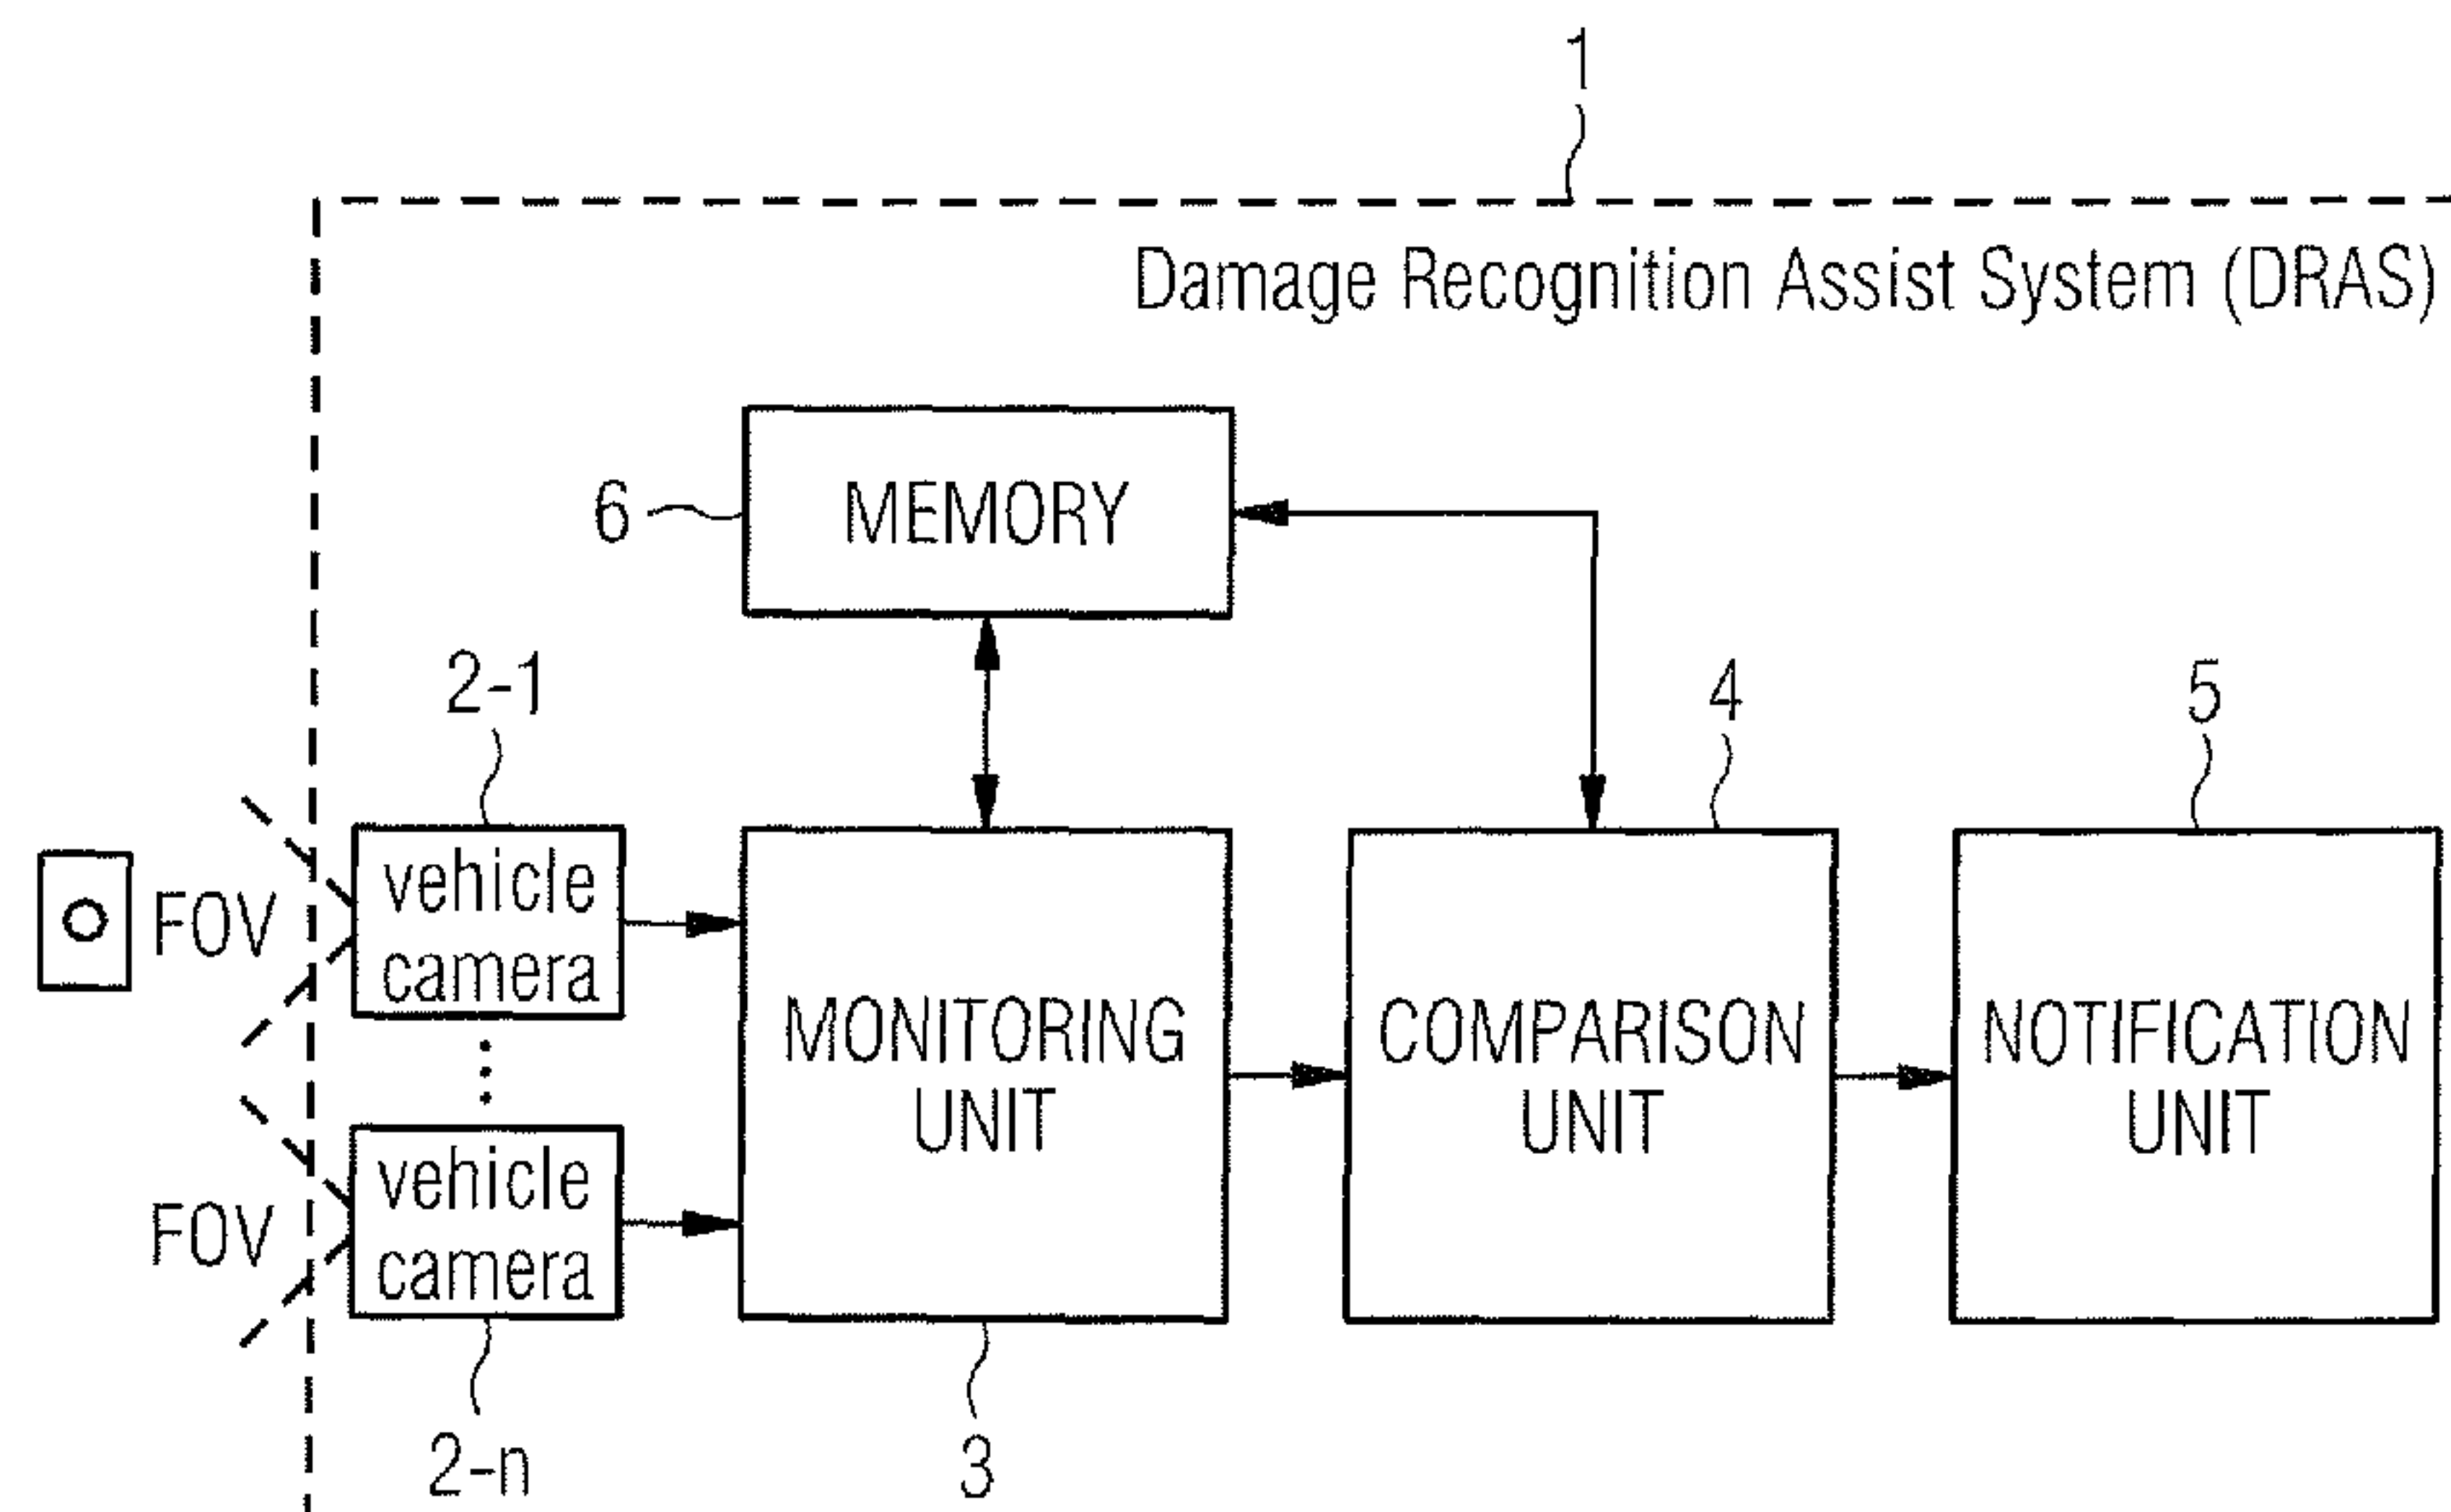 1
Damage Recognition Assist System (DRAS)
6
MEMORY
2-1
4
5
vehicle
camera
FOV
MONITORING
UNIT
COMPARISON
UNIT
NOTIFICATION
UNIT
vehicle
camera
FOV
2-n
3